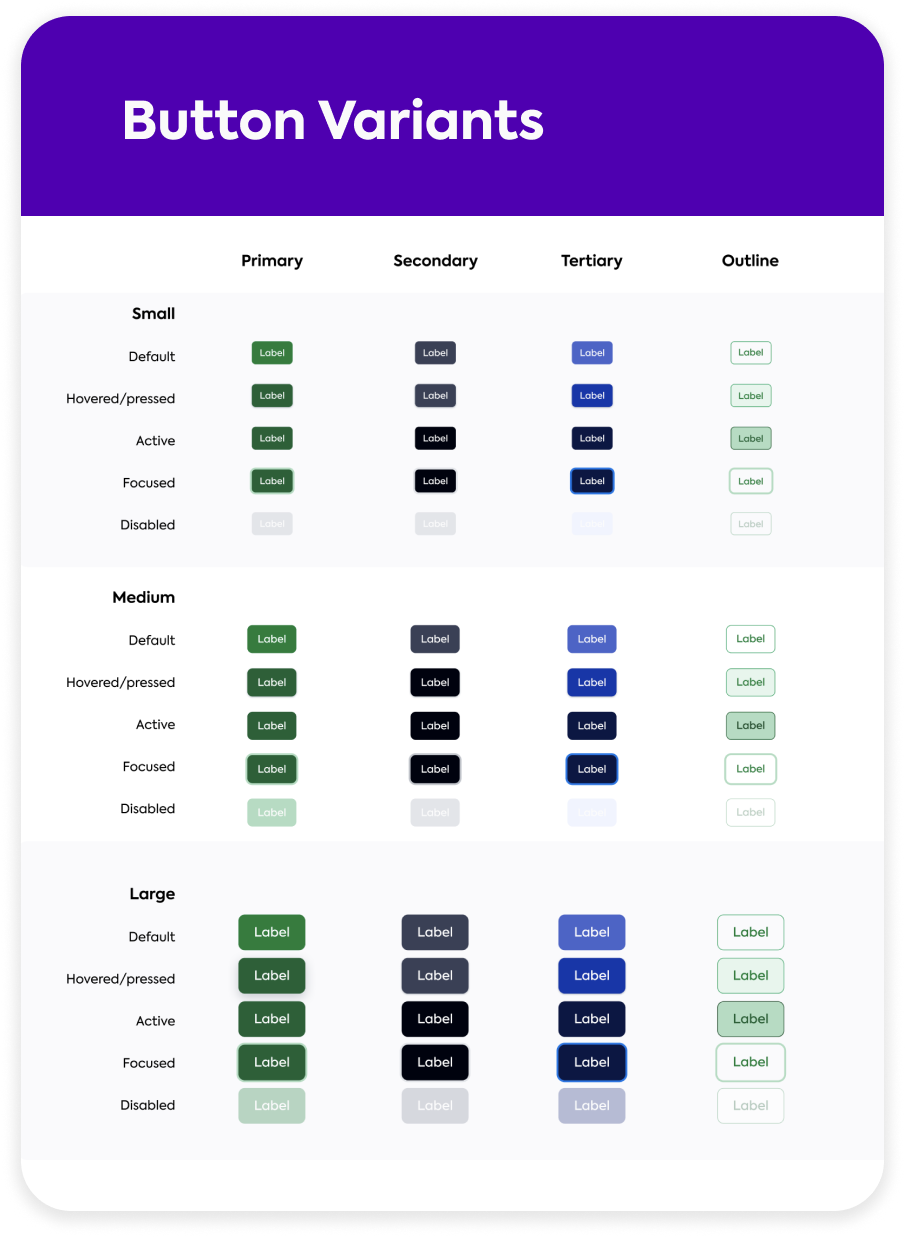 Button Variants
Primary Secondary Tertiary Outline
Small
Default Label Label Label Label
Hovered/pressed Label Label Label Label
Active Label Label Label Label
Focused Label Label Label Label
Disabled Label Label Label Label
Medium
Default Label Label Label Label
Hovered/pressed Label Label Label Label
Active Label Label Label Label
Focused Label Label Label Label
Disabled Label Label Label Label
Large
Default Label Label Label Label
Hovered/pressed Label Label Label Label
Active Label Label Label Label
Focused Label Label Label Label
Disabled Label Label Label Label